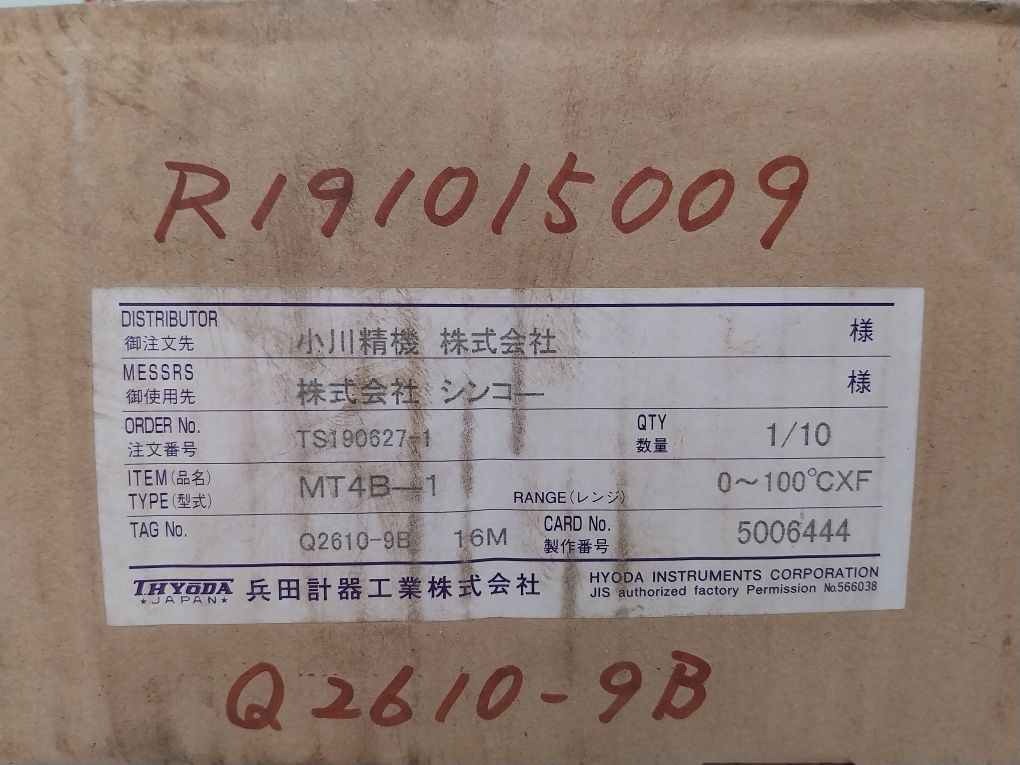 R191015009
DISTRIBUTOR
御注文先 小川精機 株式会社 様
MESSRS
御使用先 株式会社 シンコー 様
ORDER No. QTY
注文番号 TS190627-1 数量 1/10
ITEM(品名)
TYPE(型式) MT4B-1 RANGE(レンジ) 0~100℃XF
TAG No. Q2610-9B 16M CARD No. 5006444
製作番号
THYODA
★JAPAN★
兵田計器工業株式会社
HYODA INSTRUMENTS CORPORATION
JIS authorized factory Permission №566038
Q2610-9B